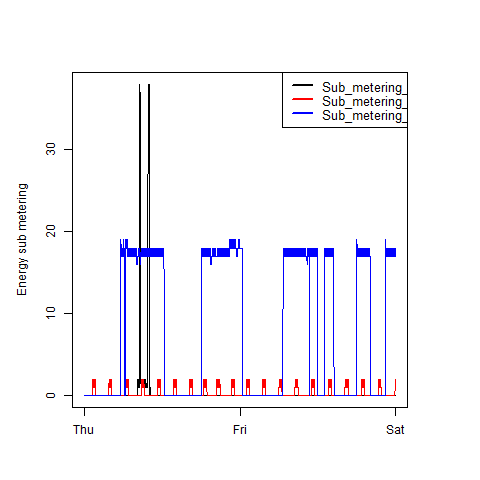 Sub_metering_
Sub_metering_
Sub_metering_
Energy sub metering
30
20
10
0
Thu Fri Sat